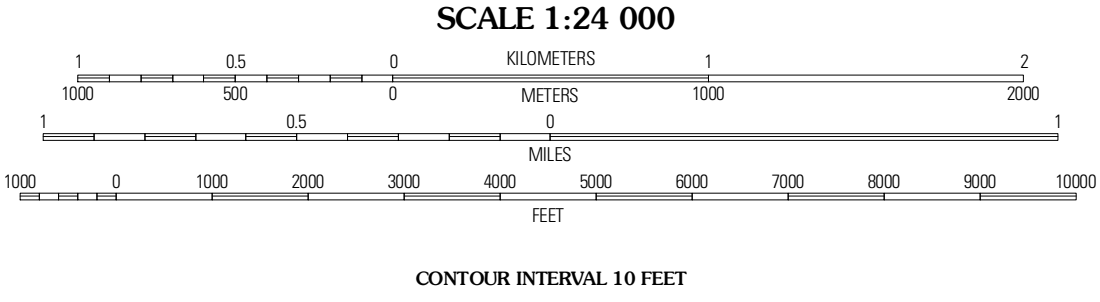 SCALE 1:24 000
1 0.5 0 KILOMETERS 1 2
1000 500 0 METERS 1000 2000
1 0.5 0 1
MILES
1000 0 1000 2000 3000 4000 5000 6000 7000 8000 9000 10000
FEET
CONTOUR INTERVAL 10 FEET